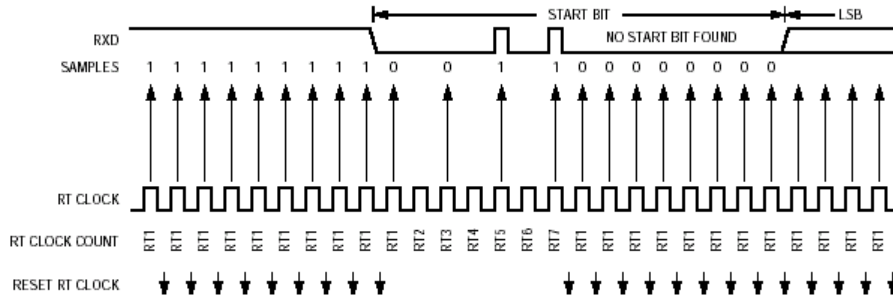 START BIT LSB
RXD NO START BIT FOUND
SAMPLES 1 1 1 1 1 1 1 1 1 0 0 1 1 0 0 0 0 0 0 0 0
RT CLOCK
RT CLOCK COUNT RT1 RT1 RT1 RT1 RT1 RT1 RT1 RT1 RT1 RT1 RT2 RT3 RT4 RT5 RT6 RT7 RT1 RT1 RT1 RT1 RT1 RT1 RT1 RT1 RT1 RT1 RT1 RT1
RESET RT CLOCK